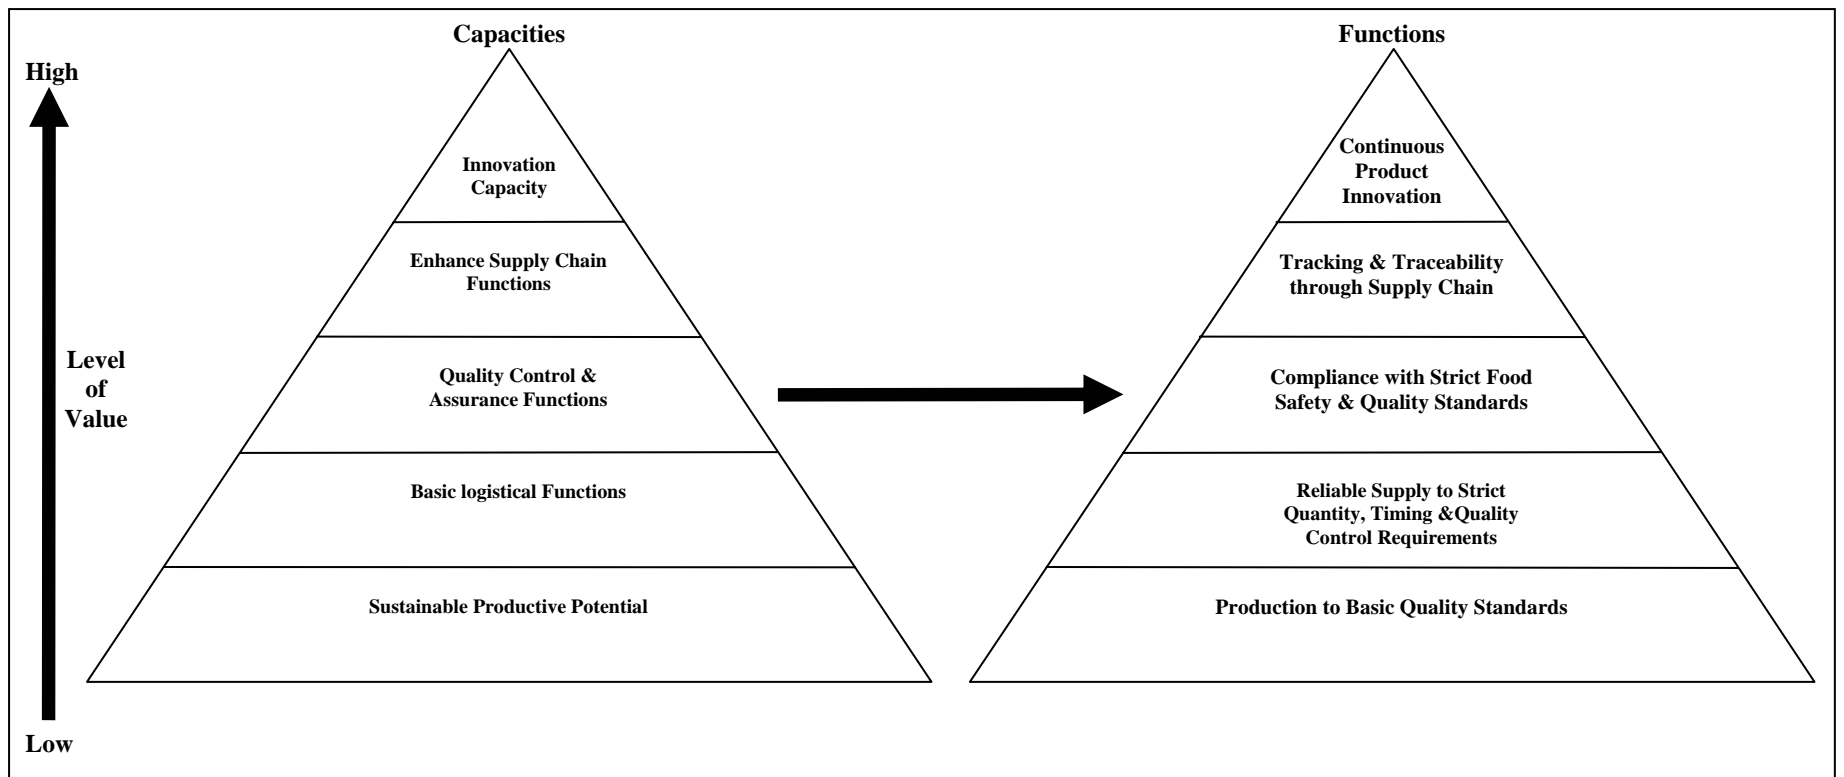 Capacities
Functions
High
Innovation
Capacity
Continuous
Product
Innovation
Enhance Supply Chain
Functions
Tracking & Traceability
through Supply Chain
Level
of
Value
Quality Control &
Assurance Functions
Compliance with Strict Food
Safety & Quality Standards
Basic logistical Functions
Reliable Supply to Strict
Quantity, Timing &Quality
Control Requirements
Sustainable Productive Potential
Production to Basic Quality Standards
Low